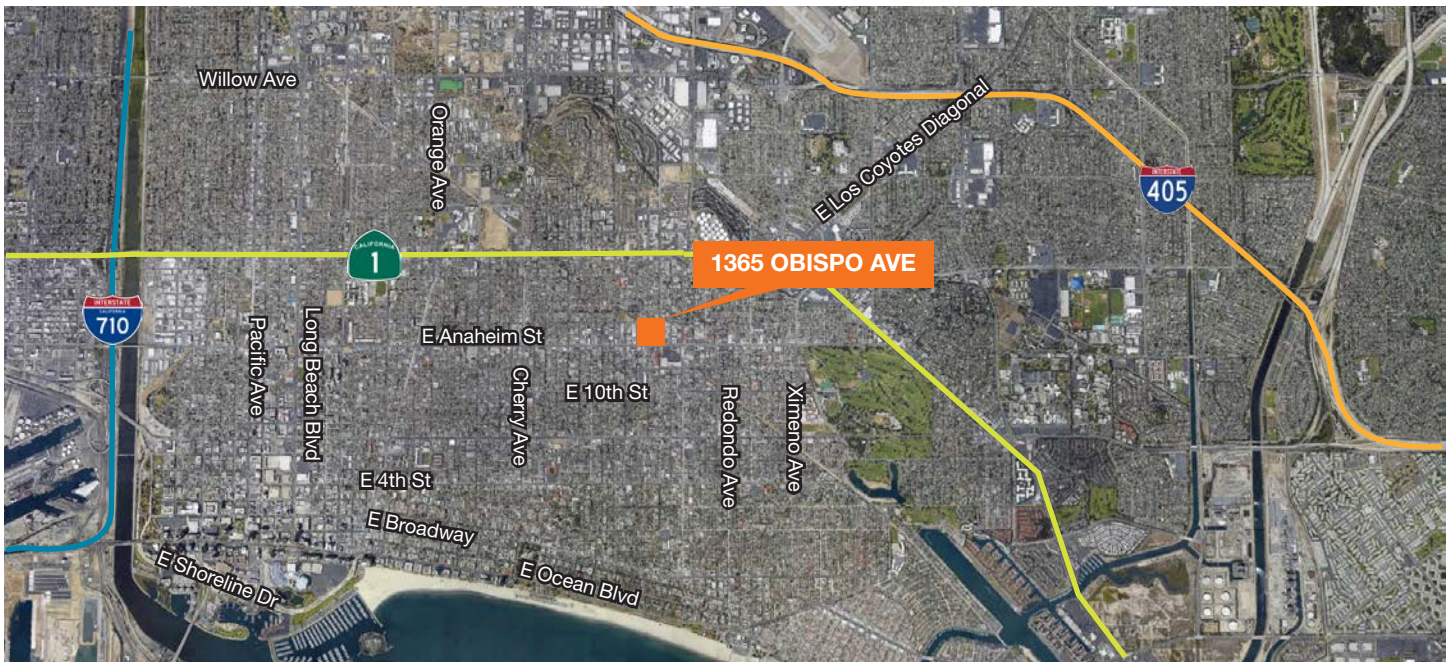 Willow Ave
Orange Ave
E Los Coyotes Diagonal
INTERSTATE
405
CALIFORNIA
1
1365 OBISPO AVE
INTERSTATE
CALIFORNIA
710
Pacific Ave
Long Beach Blvd
E Anaheim St
Cherry Ave
E 10th St
Redondo Ave
Ximeno Ave
E 4th St
E Broadway
E Shoreline Dr
E Ocean Blvd